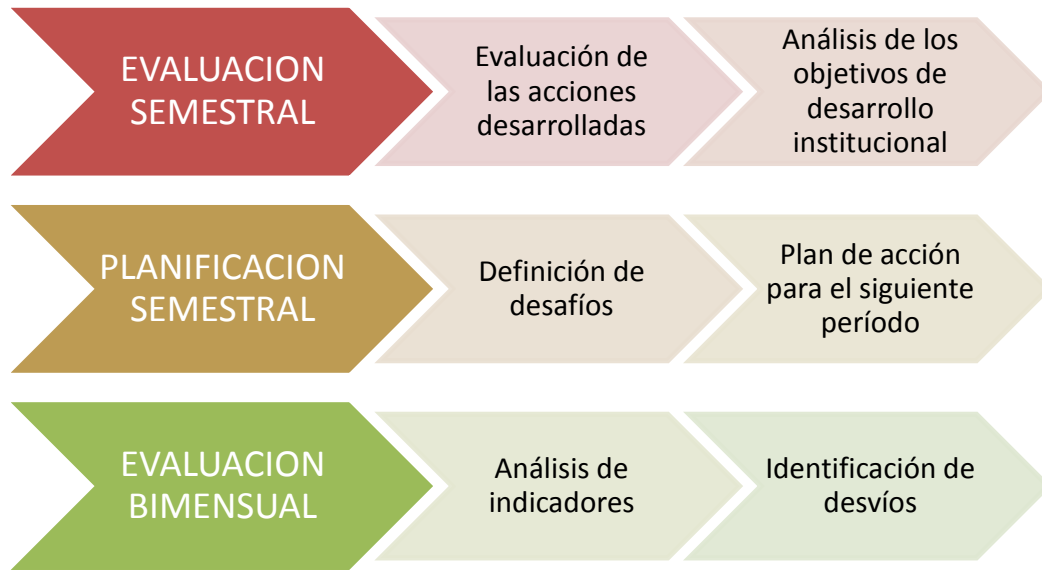 EVALUACION
SEMESTRAL
Evaluación de
las acciones
desarrolladas
Análisis de los
objetivos de
desarrollo
institucional
PLANIFICACION
SEMESTRAL
Definición de
desafíos
Plan de acción
para el siguiente
período
EVALUACION
BIMENSUAL
Análisis de
indicadores
Identificación de
desvíos